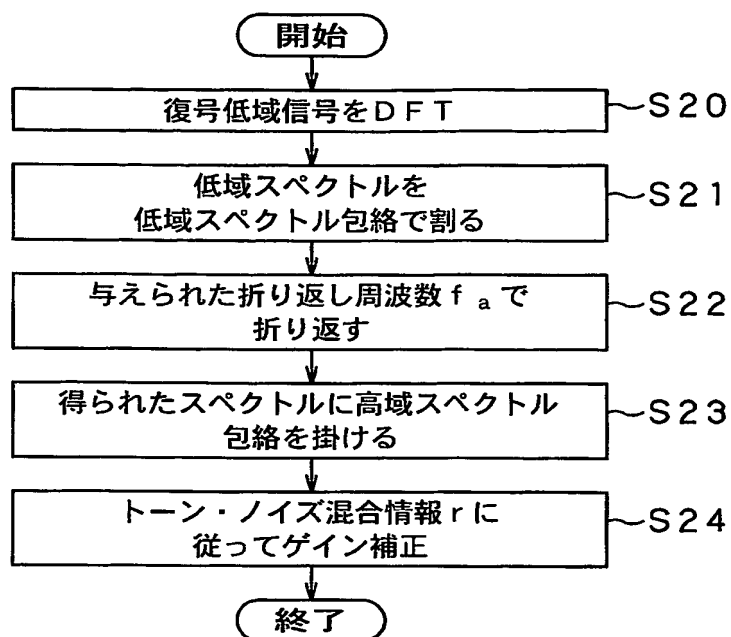 開始
復号低域信号をDFT
S20
低域スペクトルを
低域スペクトル包絡で割る
S21
与えられた折り返し周波数faで
折り返す
S22
得られたスペクトルに高域スペクトル
包絡を掛ける
S23
トーン・ノイズ混合情報rに
従ってゲイン補正
S24
終了